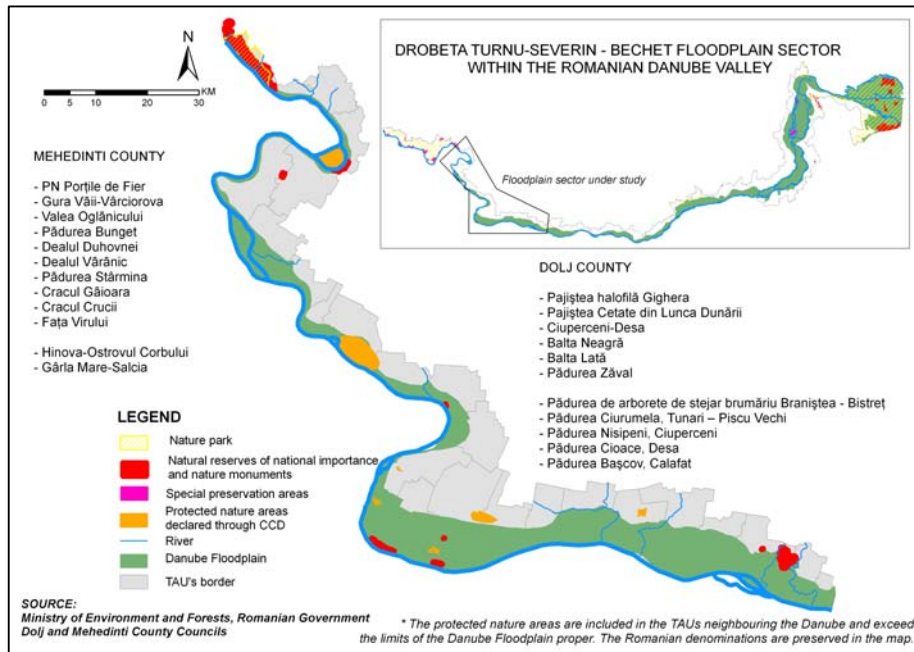 DROBETA TURNU-SEVERIN - BECHET FLOODPLAIN SECTOR
WITHIN THE ROMANIAN DANUBE VALLEY
Floodplain sector under study
N
KM
0 5 10 20 30
MEHEDINTI COUNTY
- PN Porțile de Fier
- Gura Văii-Vârciorova
- Valea Oglănicului
- Pădurea Bunget
- Dealul Duhovnei
- Dealul Vărănic
- Pădurea Stârmina
- Cracul Găioara
- Cracul Crucii
- Fața Virului
- Hinova-Ostrovul Corbului
- Gârla Mare-Salcia
DOLJ COUNTY
- Pajiștea halofilă Gighera
- Pajiștea Cetate din Lunca Dunării
- Ciuperceni-Desa
- Balta Neagră
- Balta Lată
- Pădurea Zăval
- Pădurea de arborete de stejar brumăriu Braniștea - Bistreț
- Pădurea Ciurumela, Tunari – Piscu Vechi
- Pădurea Nisipeni, Ciuperceni
- Pădurea Cioace, Desa
- Pădurea Bașcov, Calafat
LEGEND
Nature park
Natural reserves of national importance
and nature monuments
Special preservation areas
Protected nature areas
declared through CCD
River
Danube Floodplain
TAU's border
SOURCE:
Ministry of Environment and Forests, Romanian Government
Dolj and Mehedinti County Councils
* The protected nature areas are included in the TAUs neighbouring the Danube and exceed
the limits of the Danube Floodplain proper. The Romanian denominations are preserved in the map.